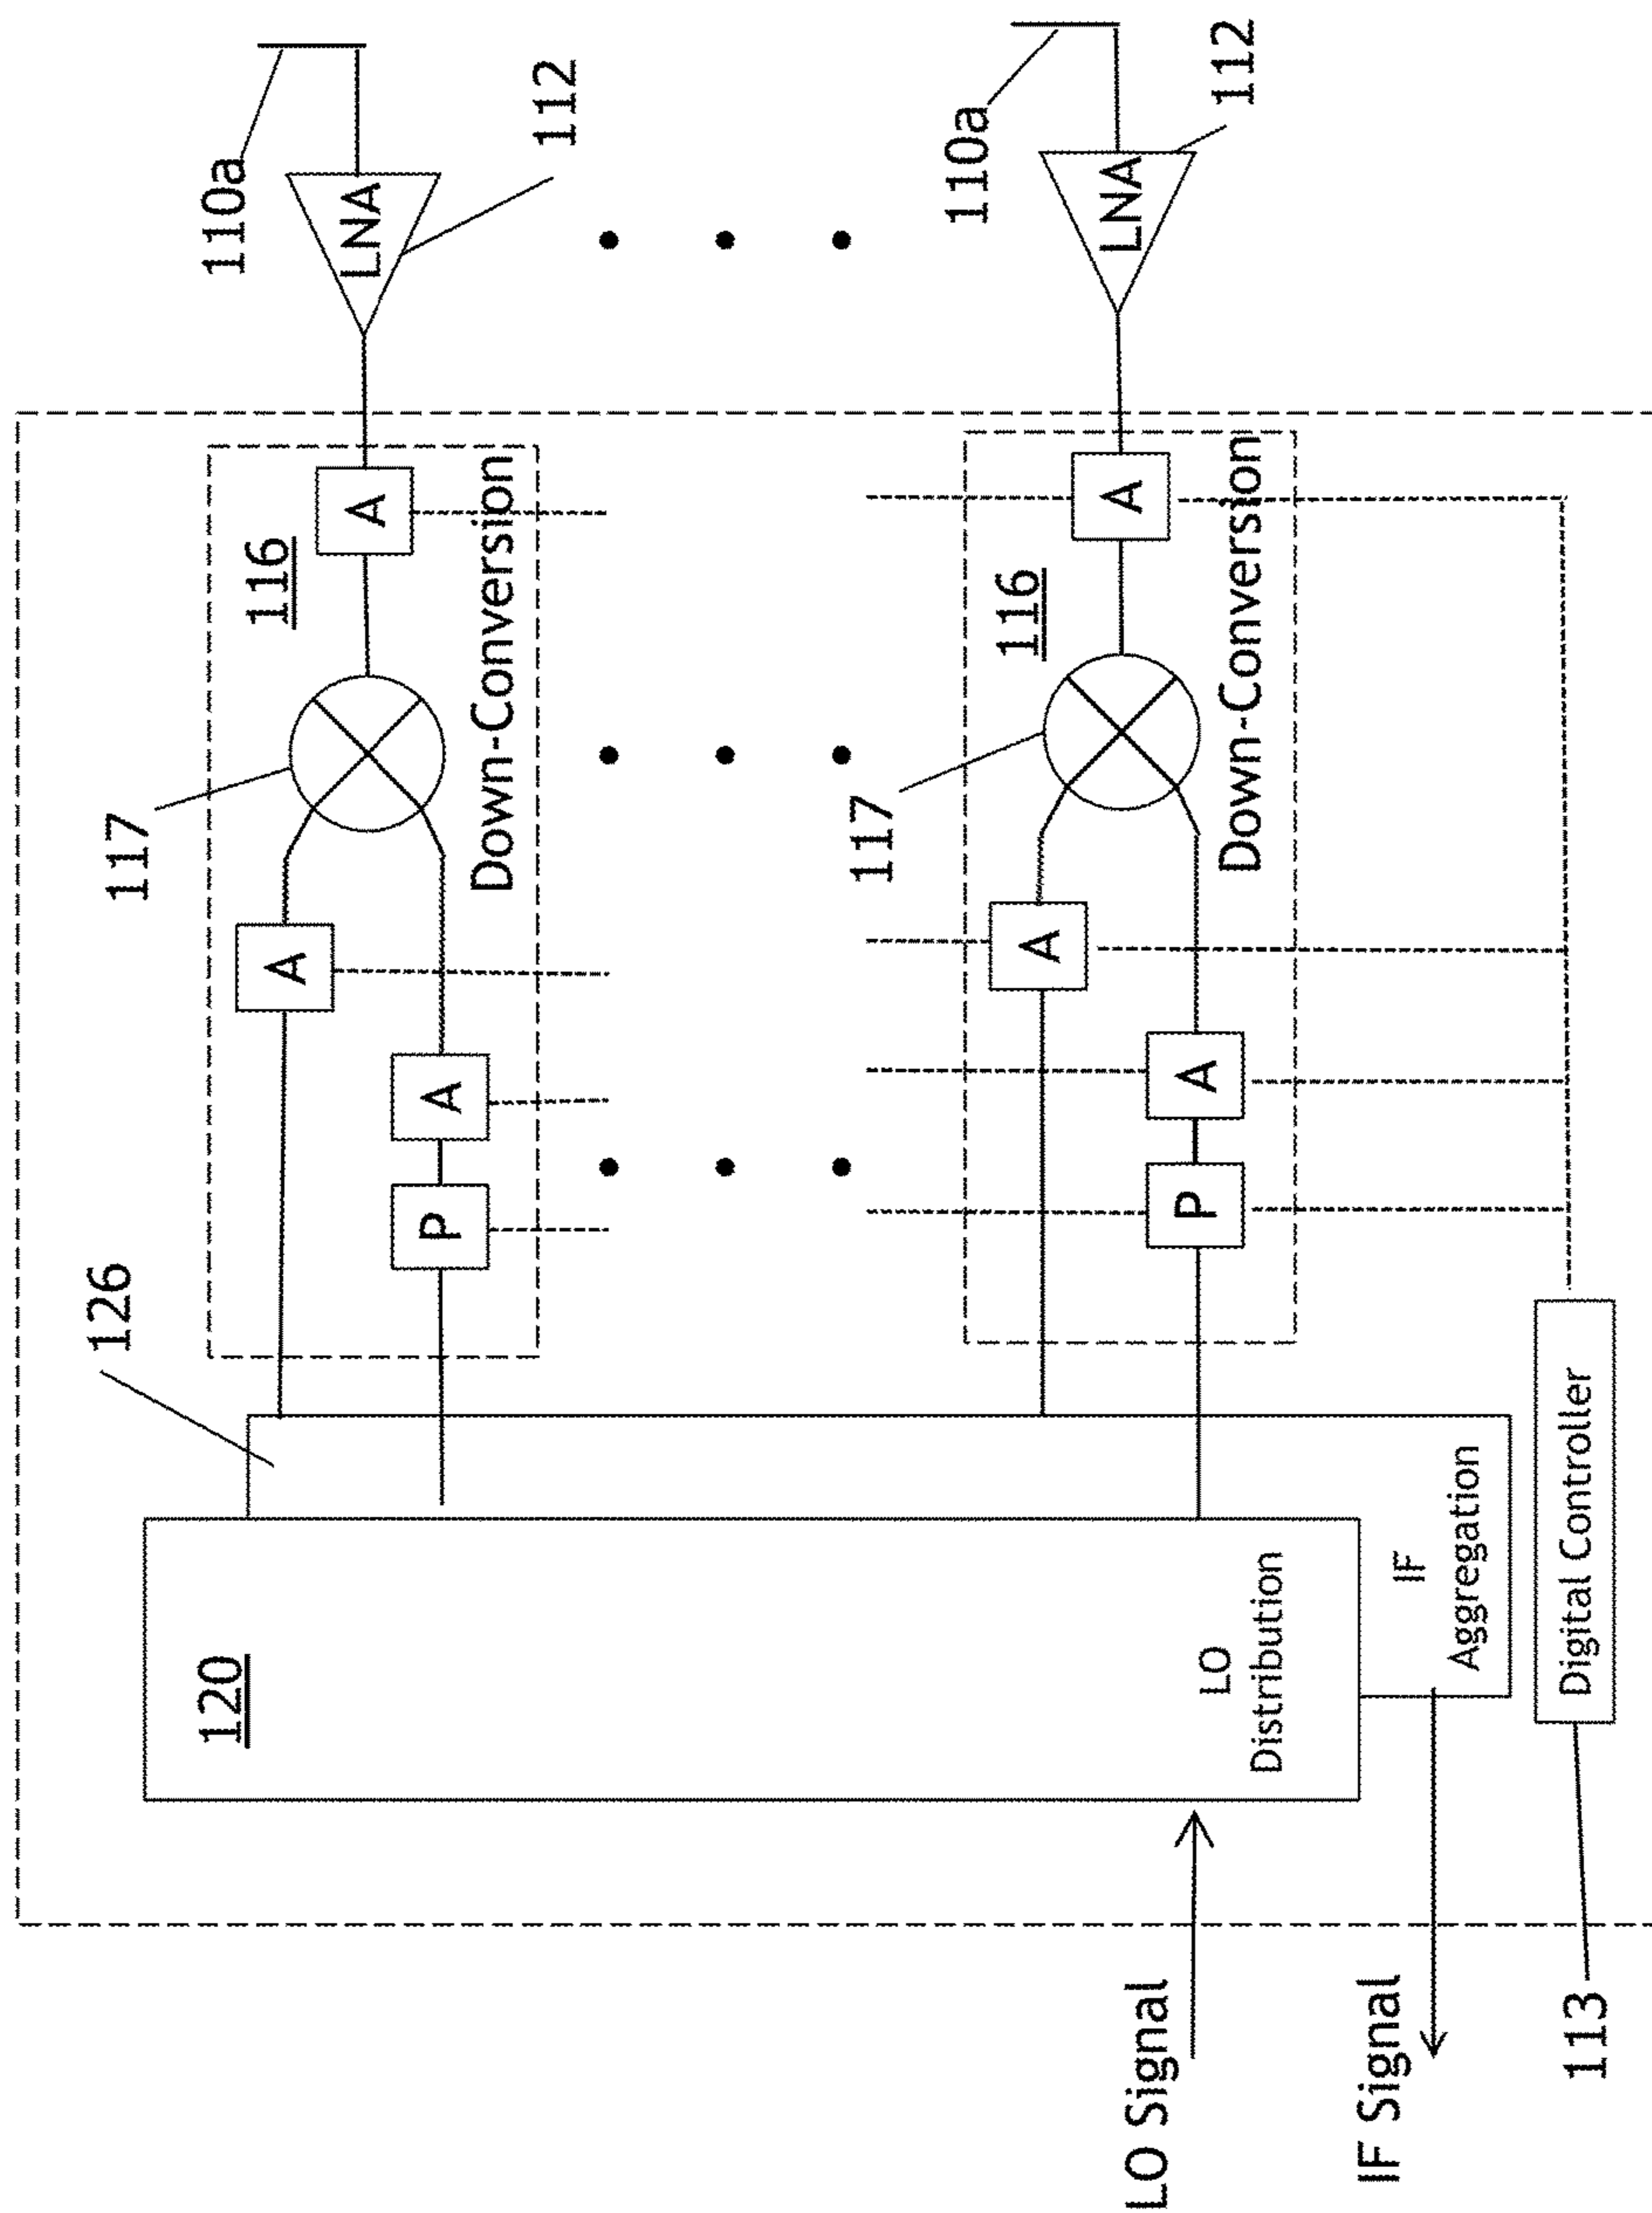 110a
LNA
112
A
116
117
Down-Conversion
A
A
P
126
110a
LNA
112
A
116
117
Down-Conversion
A
A
P
120
LO
Distribution
IF
Aggregation
Digital Controller
LO Signal
IF Signal
113